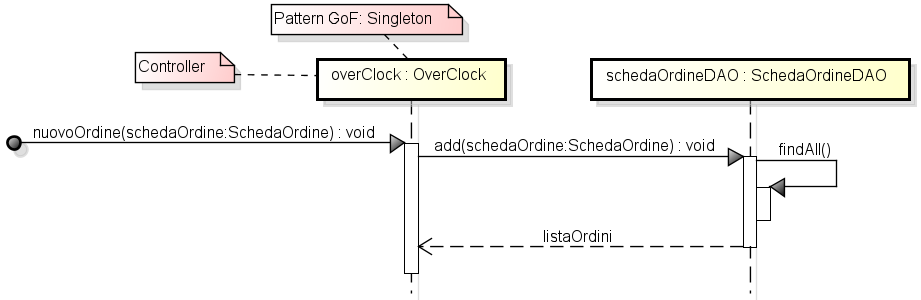 Pattern GoF: Singleton
Controller
overClock : OverClock
schedaOrdineDAO : SchedaOrdineDAO
nuovoOrdine(schedaOrdine:SchedaOrdine) : void
add(schedaOrdine:SchedaOrdine) : void
findAll()
listaOrdini